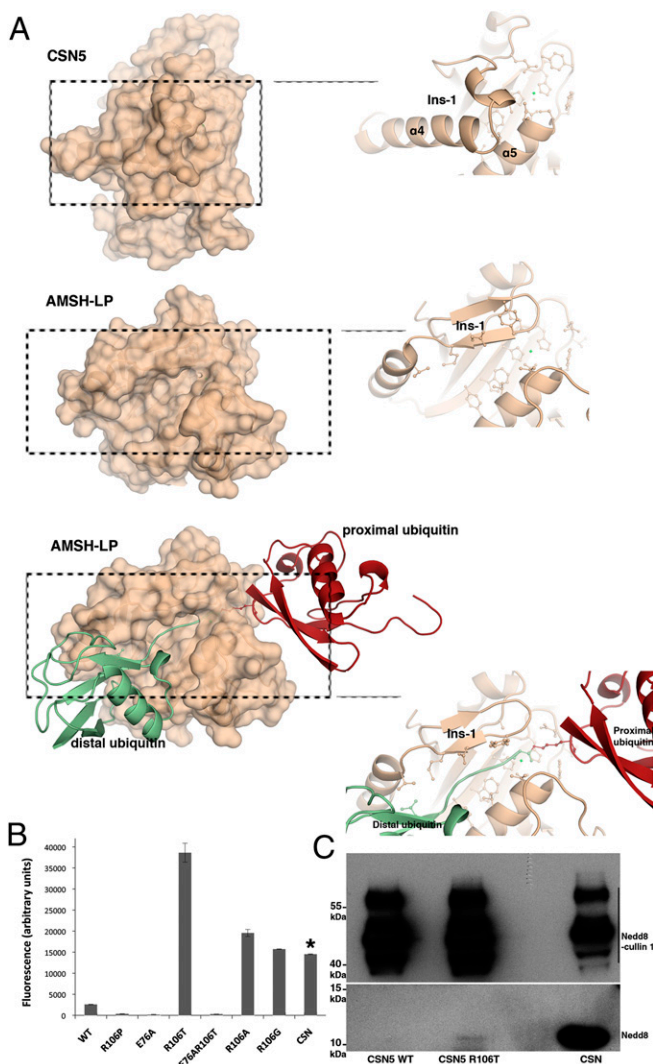 A
CSN5
Ins-1
α4
α5
AMSH-LP
Ins-1
AMSH-LP
proximal ubiquitin
distal ubiquitin
Ins-1
Proximal
ubiquitin
Distal ubiquitin
B
Fluorescence (arbitrary units)
40000
35000
30000
25000
20000
15000
10000
5000
0
*
WT
R106P
E76A
R106T
E76AR106T
R106A
R106G
CSN
C
55
kDa
40
kDa
15
kDa
10
kDa
Nedd8
-cullin 1
Nedd8
CSN5 WT
CSN5 R106T
CSN